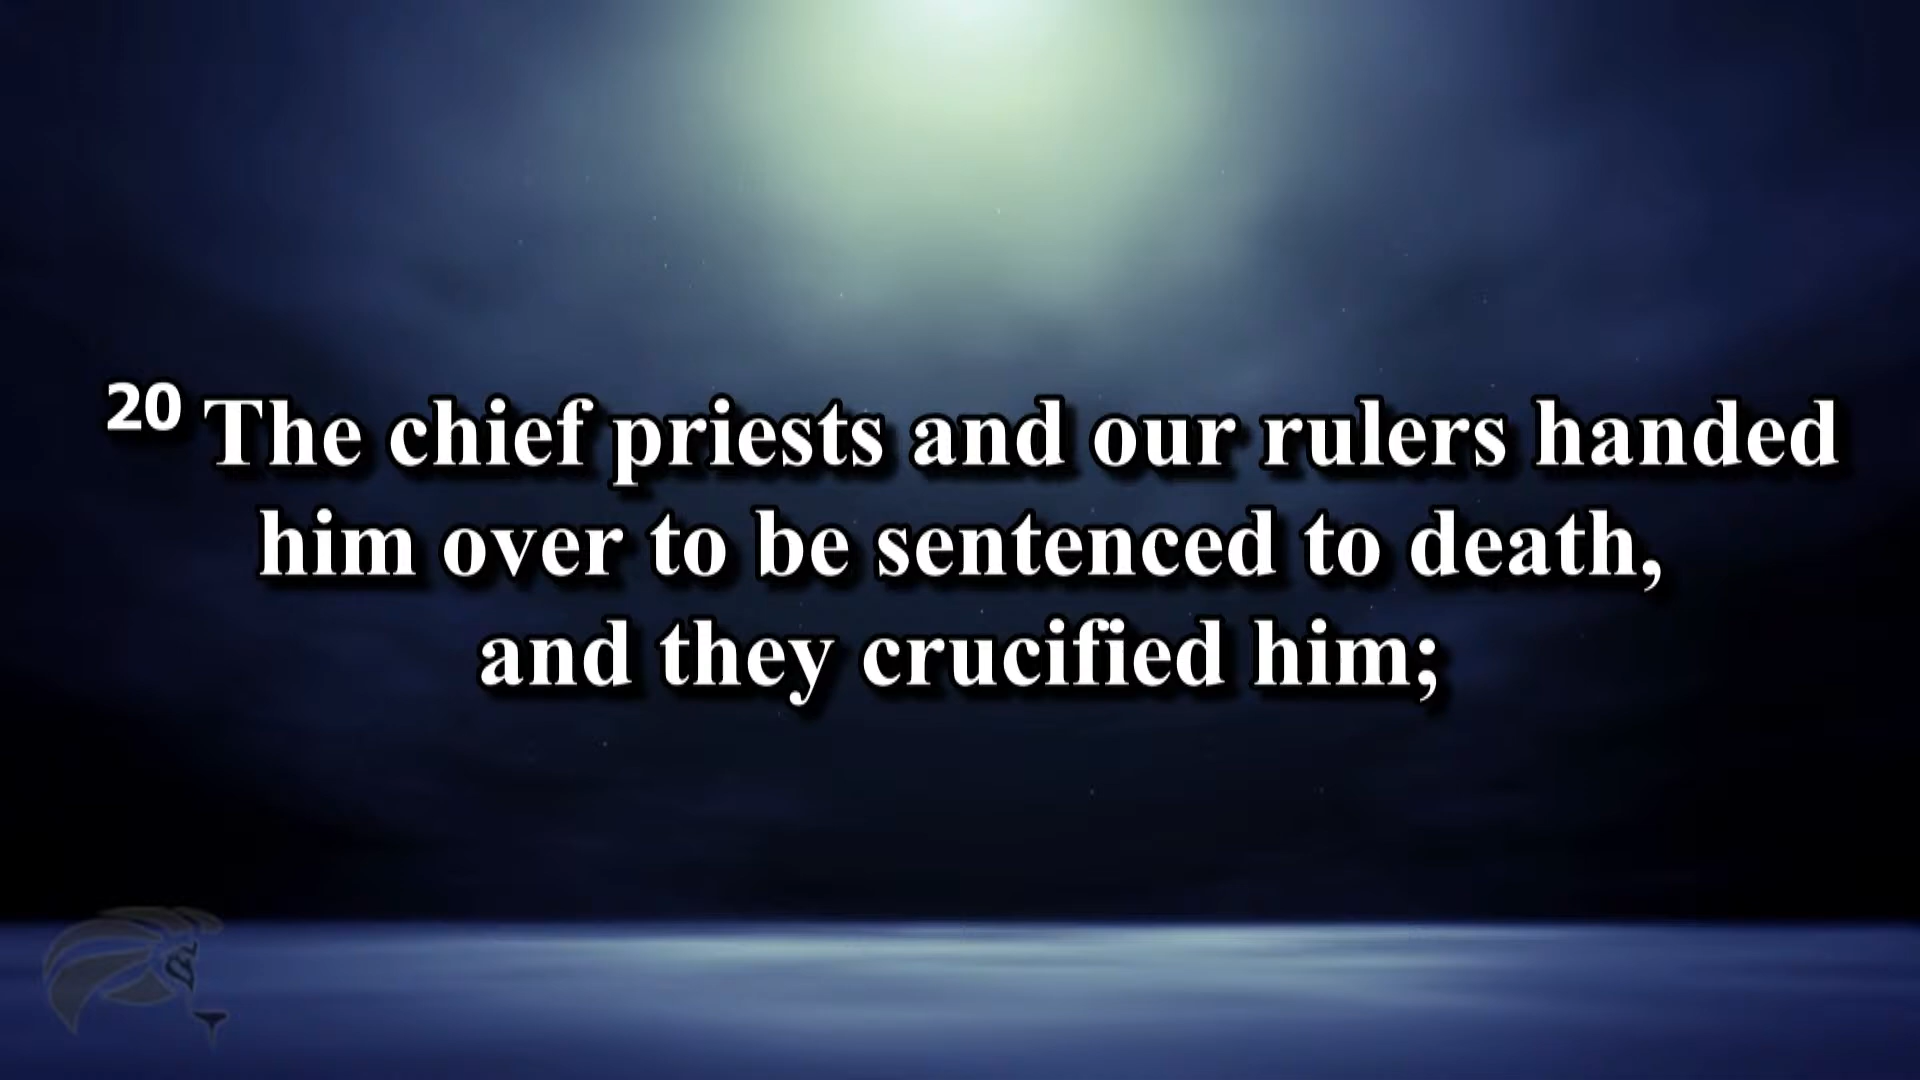 20 The chief priests and our rulers handed
him over to be sentenced to death,
and they crucified him;